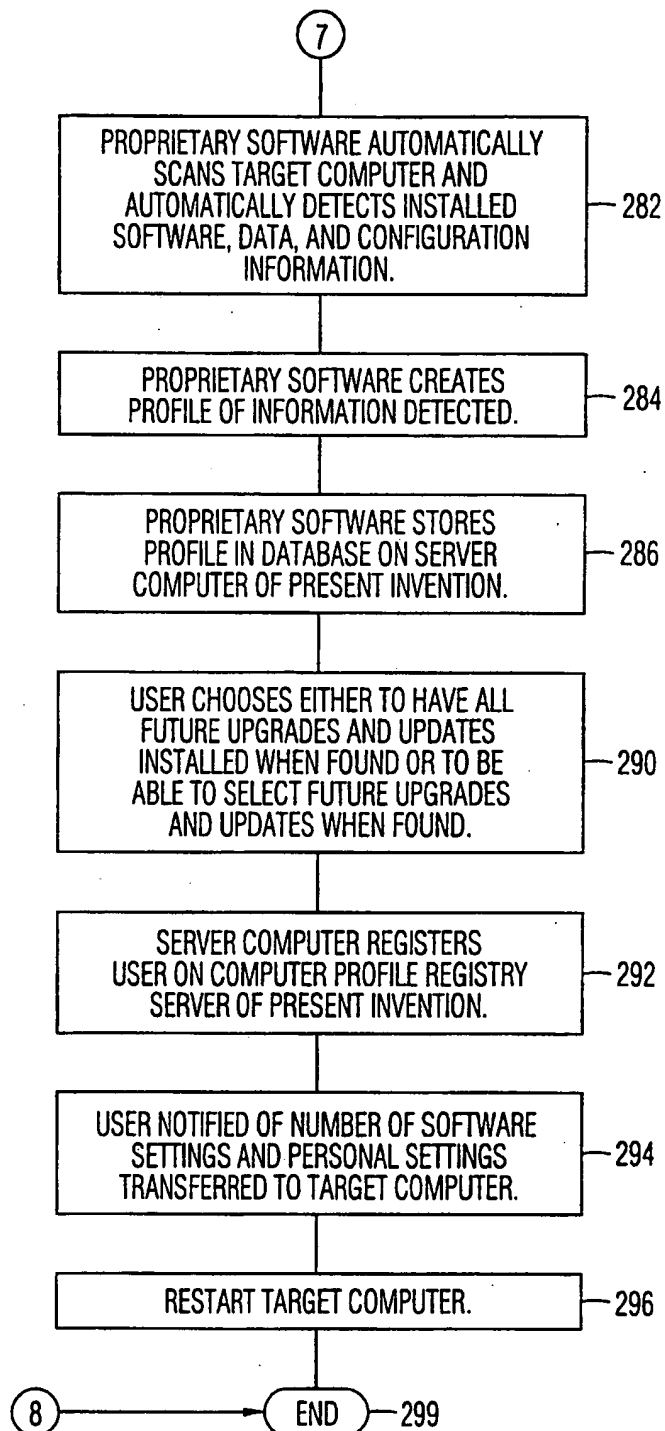 7
PROPRIETARY SOFTWARE AUTOMATICALLY
SCANS TARGET COMPUTER AND
AUTOMATICALLY DETECTS INSTALLED
SOFTWARE, DATA, AND CONFIGURATION
INFORMATION.
282
PROPRIETARY SOFTWARE CREATES
PROFILE OF INFORMATION DETECTED.
284
PROPRIETARY SOFTWARE STORES
PROFILE IN DATABASE ON SERVER
COMPUTER OF PRESENT INVENTION.
286
USER CHOOSES EITHER TO HAVE ALL
FUTURE UPGRADES AND UPDATES
INSTALLED WHEN FOUND OR TO BE
ABLE TO SELECT FUTURE UPGRADES
AND UPDATES WHEN FOUND.
290
SERVER COMPUTER REGISTERS
USER ON COMPUTER PROFILE REGISTRY
SERVER OF PRESENT INVENTION.
292
USER NOTIFIED OF NUMBER OF SOFTWARE
SETTINGS AND PERSONAL SETTINGS
TRANSFERRED TO TARGET COMPUTER.
294
RESTART TARGET COMPUTER.
296
8
END
299